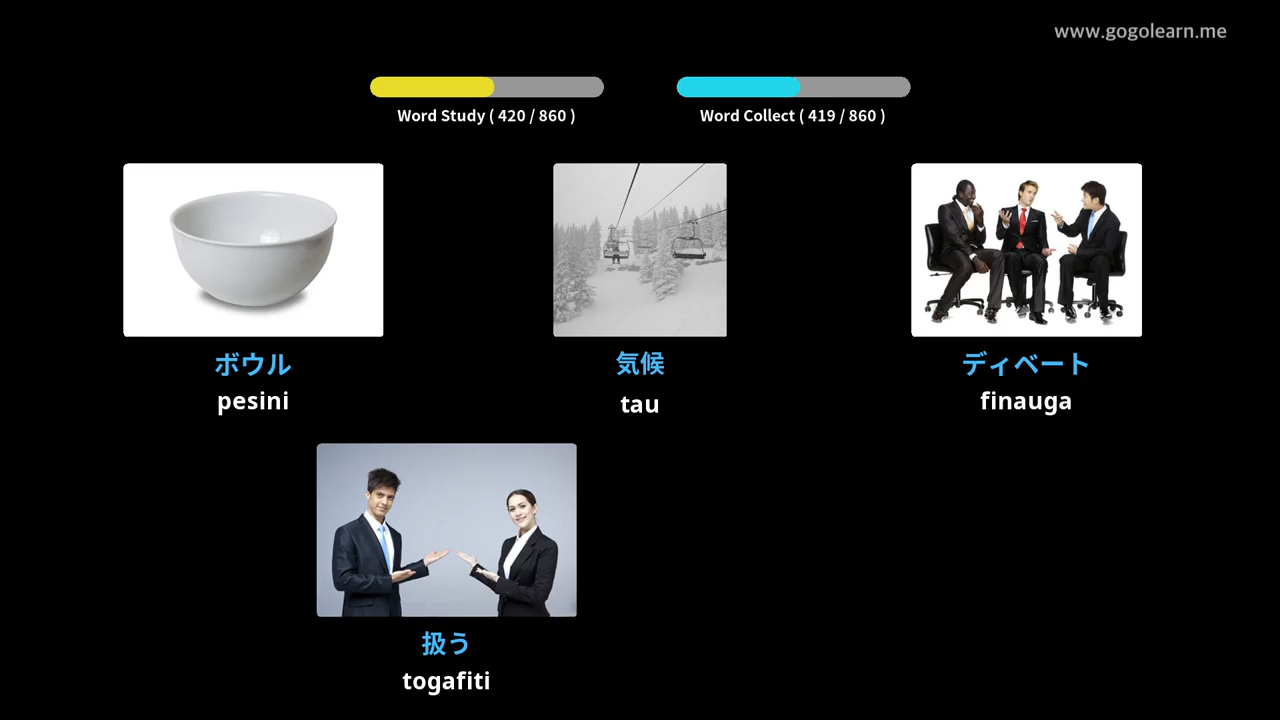 www.gogolearn.me
Word Study ( 420 / 860 )
Word Collect ( 419 / 860 )
ボウル
pesini
気候
tau
ディベート
finauga
扱う
togafiti